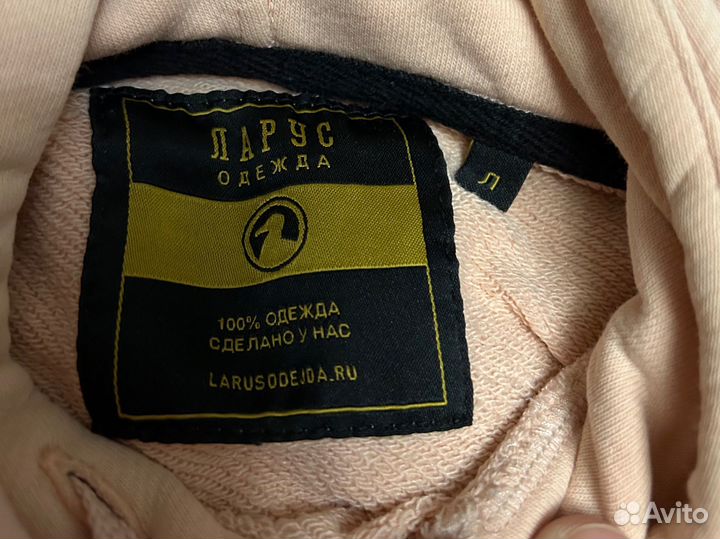 ЛАРУС
ОДЕЖДА
Л
100% ОДЕЖДА
СДЕЛАНО У НАС
LARUSODEJDA.RU
Avito